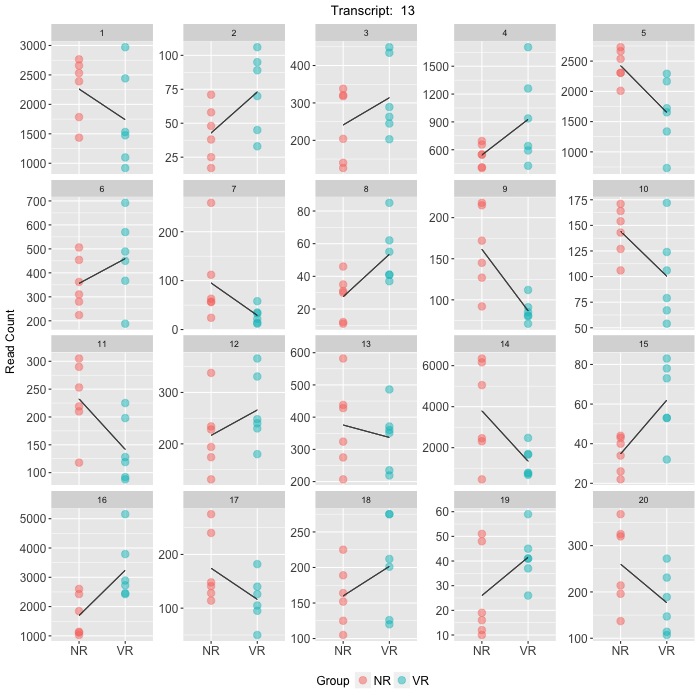 Transcript: 13
1 2 3 4 5
3000 2500 2000 1500 1000
100 75 50 25
400 300 200
1500 1200 900 600
2500 2000 1500 1000
6 7 8 9 10
700 600 500 400 300 200
200 100 0
80 60 40 20
200 150 100
175 150 125 100 75 50
Read Count
11 12 13 14 15
300 250 200 150 100
300 200
600 500 400 300 200
6000 4000 2000
80 60 40 20
16 17 18 19 20
5000 4000 3000 2000 1000
200 100
250 200 150 100
60 50 40 30 20 10
300 200 100
NR VR NR VR NR VR NR VR NR VR
Group NR VR